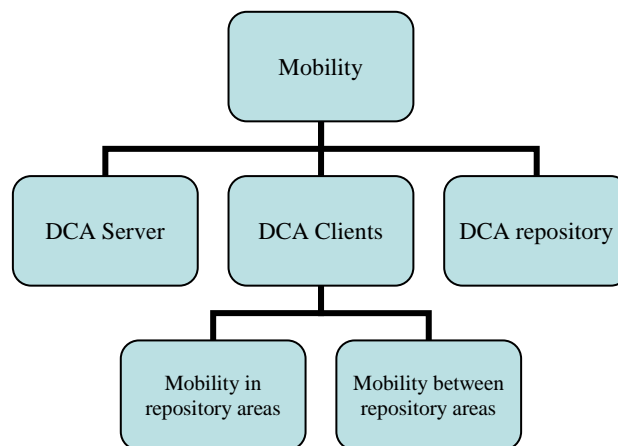 Mobility
DCA Server
DCA Clients
DCA repository
Mobility in
repository areas
Mobility between
repository areas